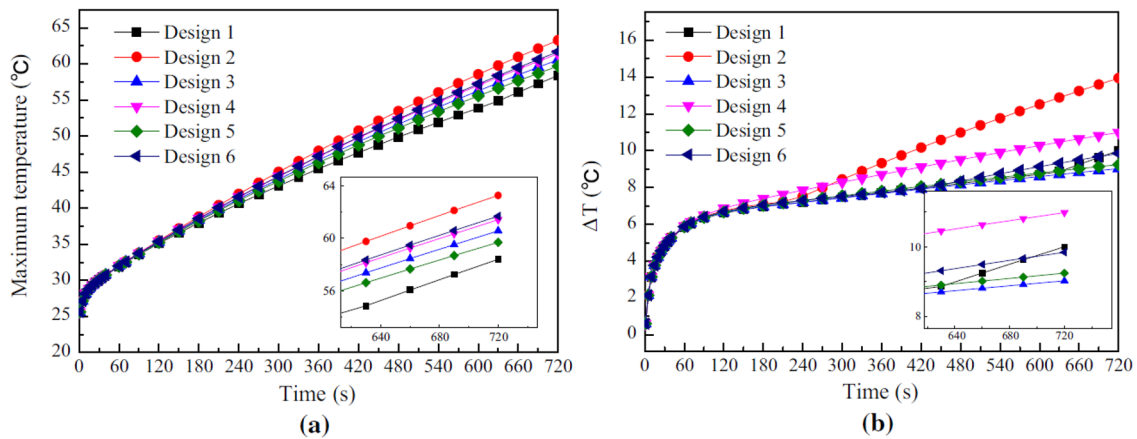 65
60
55
50
45
40
35
30
25
20
Maximum temperature (℃)
Design 1
Design 2
Design 3
Design 4
Design 5
Design 6
64
60
56
640 680 720
0 60 120 180 240 300 360 420 480 540 600 660 720
Time (s)
(a)
16
14
12
10
8
6
4
2
0
ΔT (℃)
Design 1
Design 2
Design 3
Design 4
Design 5
Design 6
10
8
640 680 720
0 60 120 180 240 300 360 420 480 540 600 660 720
Time (s)
(b)